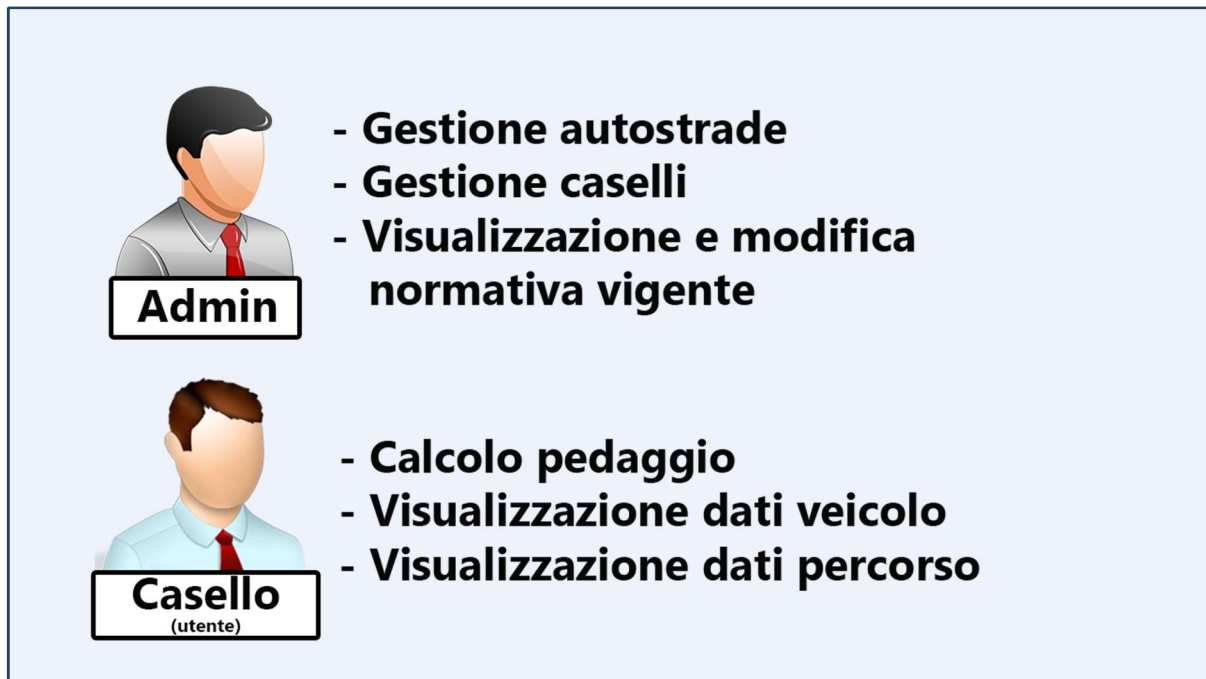 - Gestione autostrade
- Gestione caselli
- Visualizzazione e modifica
normativa vigente
Admin
- Calcolo pedaggio
- Visualizzazione dati veicolo
- Visualizzazione dati percorso
Casello
(utente)